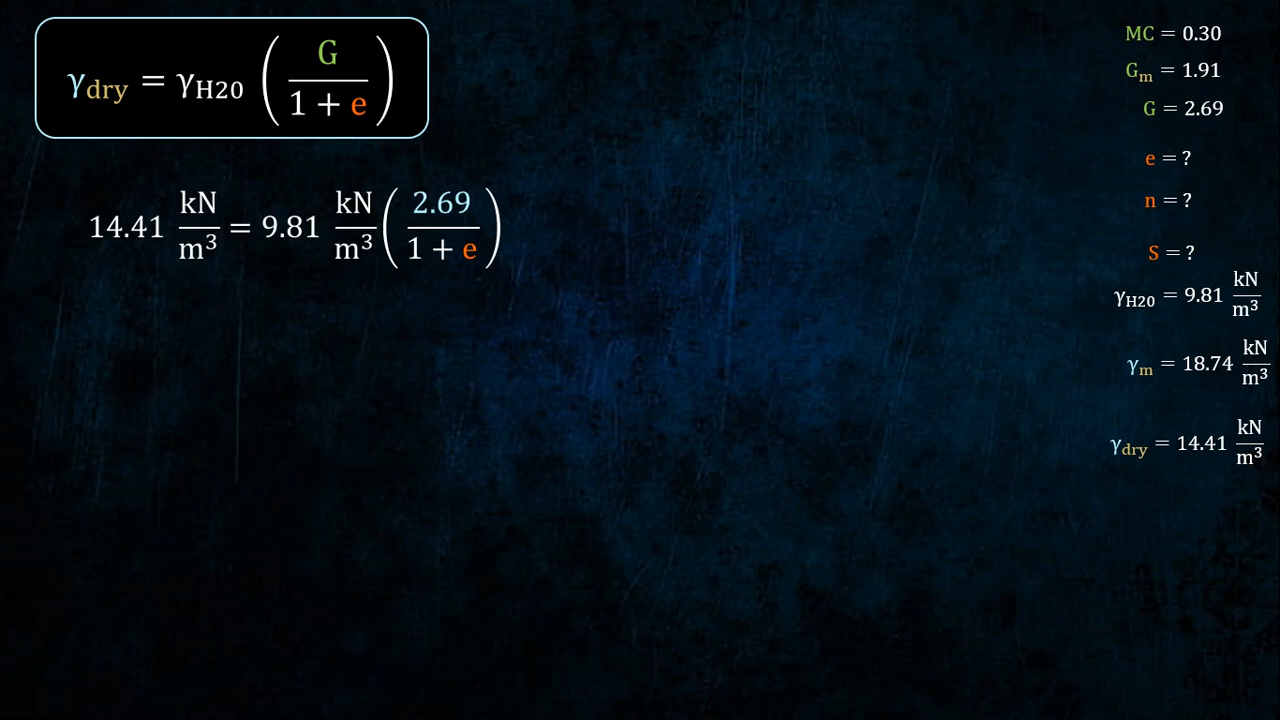 γdry = γH20 (G / 1 + e)
14.41 kN/m³ = 9.81 kN/m³ (2.69 / 1 + e)
MC = 0.30
Gm = 1.91
G = 2.69
e = ?
n = ?
S = ?
γH20 = 9.81 kN/m³
γm = 18.74 kN/m³
γdry = 14.41 kN/m³